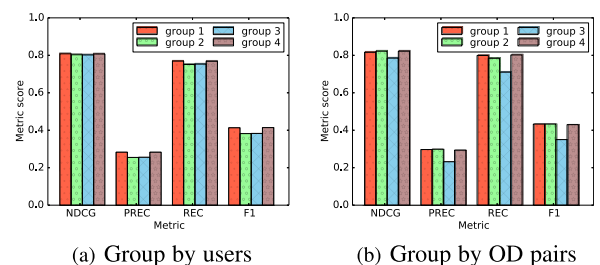 1.0
0.8
0.6
0.4
0.2
0.0
Metric score
group 1
group 2
group 3
group 4
NDCG PREC REC F1
Metric
(a) Group by users
1.0
0.8
0.6
0.4
0.2
0.0
Metric score
group 1
group 2
group 3
group 4
NDCG PREC REC F1
Metric
(b) Group by OD pairs